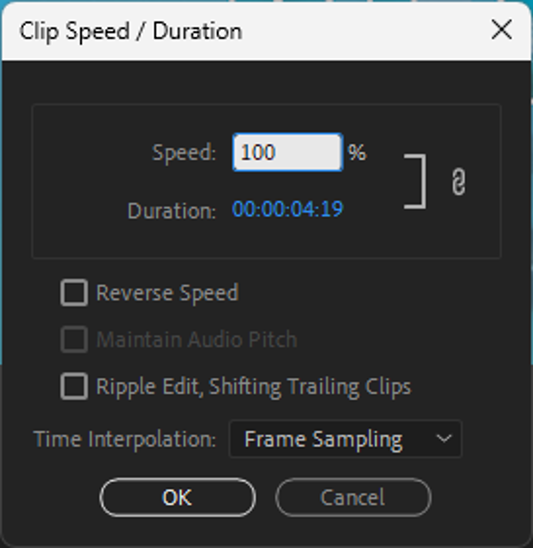 Clip Speed / Duration
Speed: 100 %
Duration: 00:00:04:19
Reverse Speed
Maintain Audio Pitch
Ripple Edit, Shifting Trailing Clips
Time Interpolation: Frame Sampling
OK Cancel